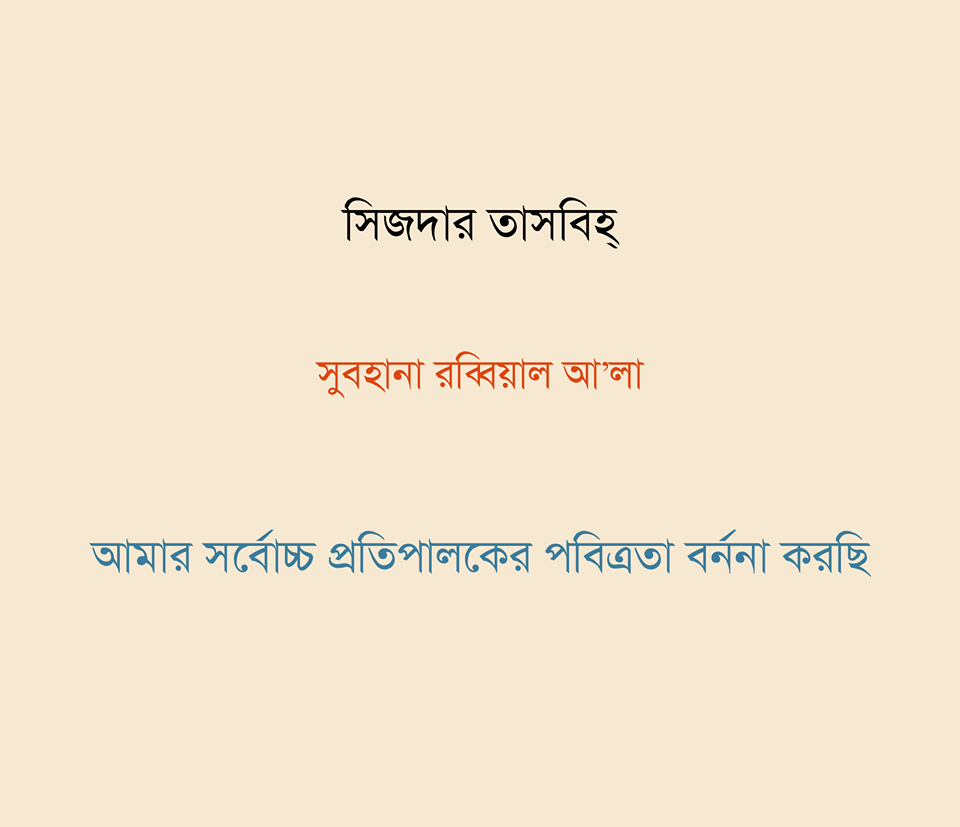 সিজদার তাসবিহ্
সুবহানা রব্বিয়াল আ’লা
আমার সর্বোচ্চ প্রতিপালকের পবিত্রতা বর্ননা করছি